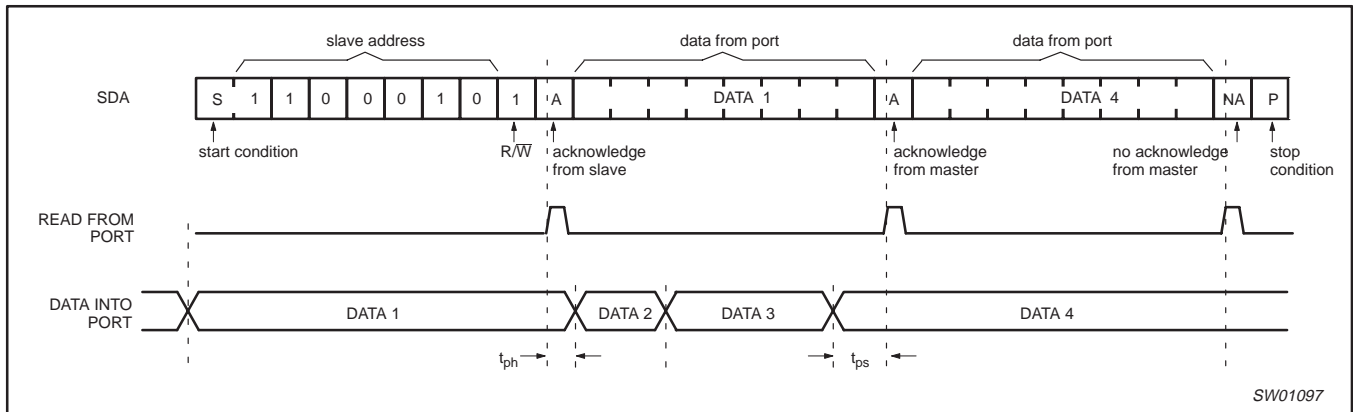 slave address
data from port
data from port
SDA
S 1 1 0 0 0 1 0 1 A DATA 1 A DATA 4 NA P
start condition
R/W̅
acknowledge
from slave
acknowledge
from master
no acknowledge
from master
stop
condition
READ FROM
PORT
DATA INTO
PORT
DATA 1
DATA 2
DATA 3
DATA 4
tph
tps
SW01097